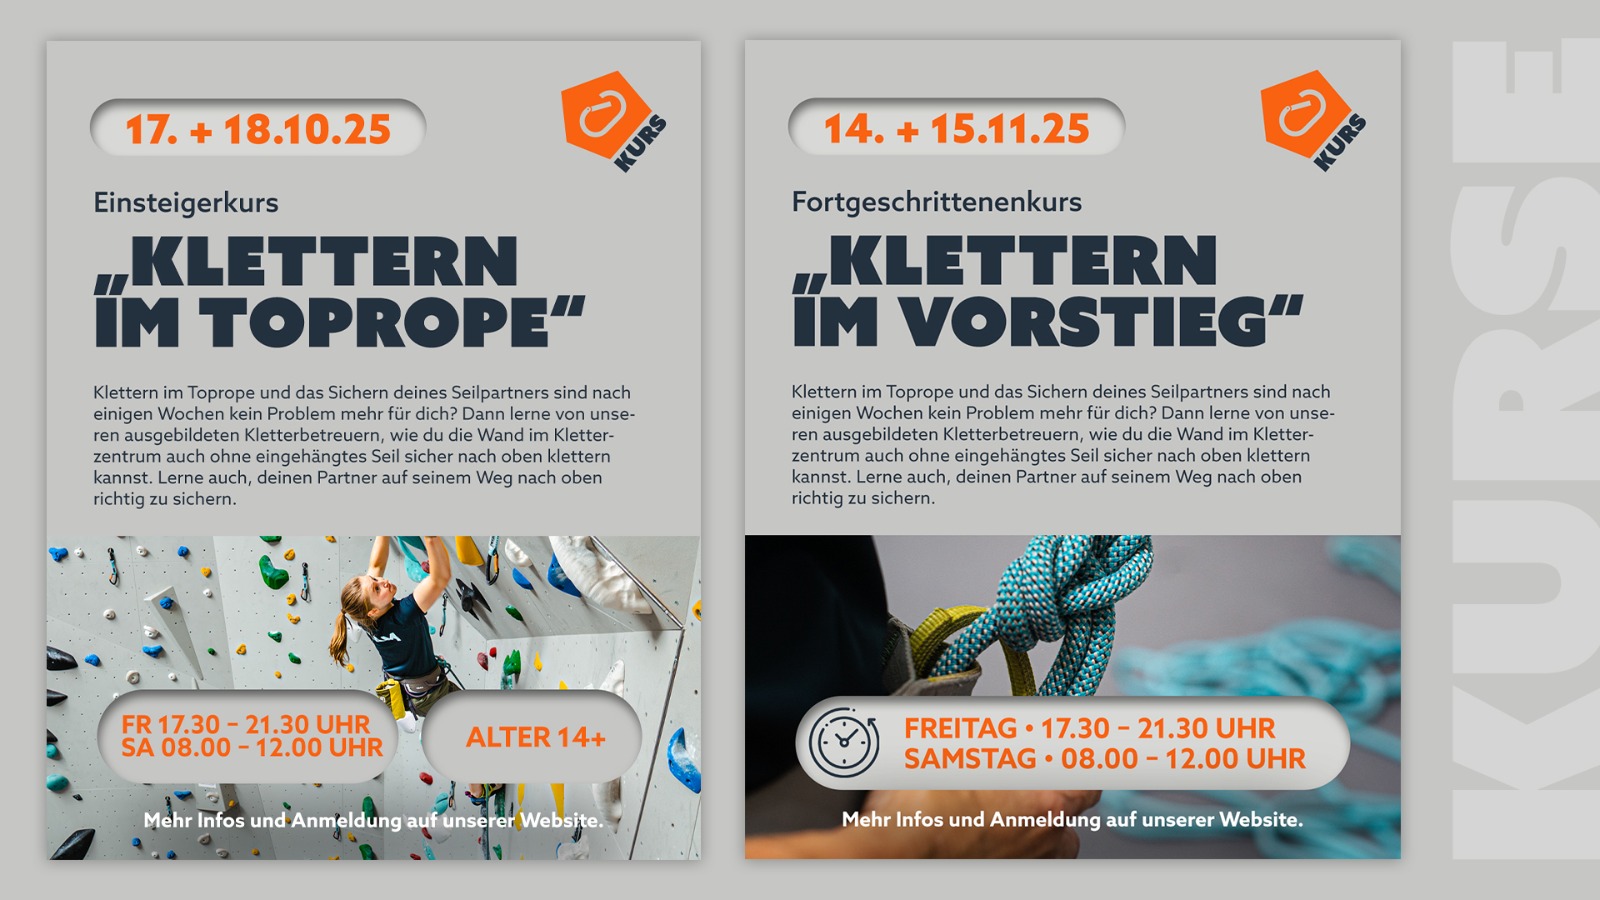 17. + 18.10.25
KURS
Einsteigerkurs
„KLETTERN
IM TOPROPE“
Klettern im Toprope und das Sichern deines Seilpartners sind nach
einigen Wochen kein Problem mehr für dich? Dann lerne von unse-
ren ausgebildeten Kletterbetreuern, wie du die Wand im Kletter-
zentrum auch ohne eingehängtes Seil sicher nach oben klettern
kannst. Lerne auch, deinen Partner auf seinem Weg nach oben
richtig zu sichern.
FR 17.30 – 21.30 UHR
SA 08.00 – 12.00 UHR
ALTER 14+
Mehr Infos und Anmeldung auf unserer Website.
14. + 15.11.25
KURS
Fortgeschrittenenkurs
„KLETTERN
IM VORSTIEG“
Klettern im Toprope und das Sichern deines Seilpartners sind nach
einigen Wochen kein Problem mehr für dich? Dann lerne von unse-
ren ausgebildeten Kletterbetreuern, wie du die Wand im Kletter-
zentrum auch ohne eingehängtes Seil sicher nach oben klettern
kannst. Lerne auch, deinen Partner auf seinem Weg nach oben
richtig zu sichern.
FREITAG • 17.30 – 21.30 UHR
SAMSTAG • 08.00 – 12.00 UHR
Mehr Infos und Anmeldung auf unserer Website.
KURSE